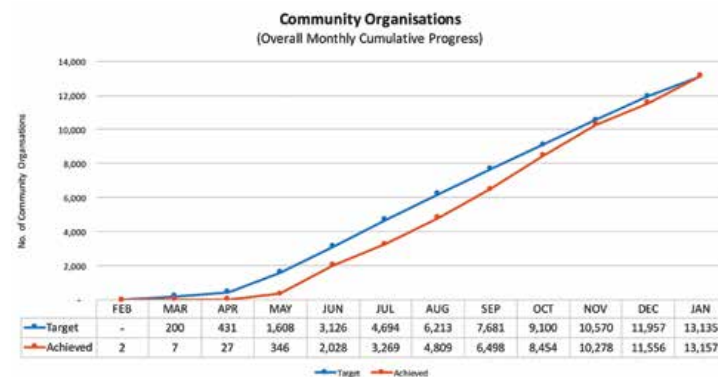 Community Organisations
(Overall Monthly Cumulative Progress)
No. of Community Organisations
14,000
12,000
10,000
8,000
6,000
4,000
2,000
-
FEB MAR APR MAY JUN JUL AUG SEP OCT NOV DEC JAN
Target - 200 431 1,608 3,126 4,694 6,213 7,681 9,100 10,570 11,957 13,135
Achieved 2 7 27 346 2,028 3,269 4,809 6,498 8,454 10,278 11,556 13,157
Target Achieved